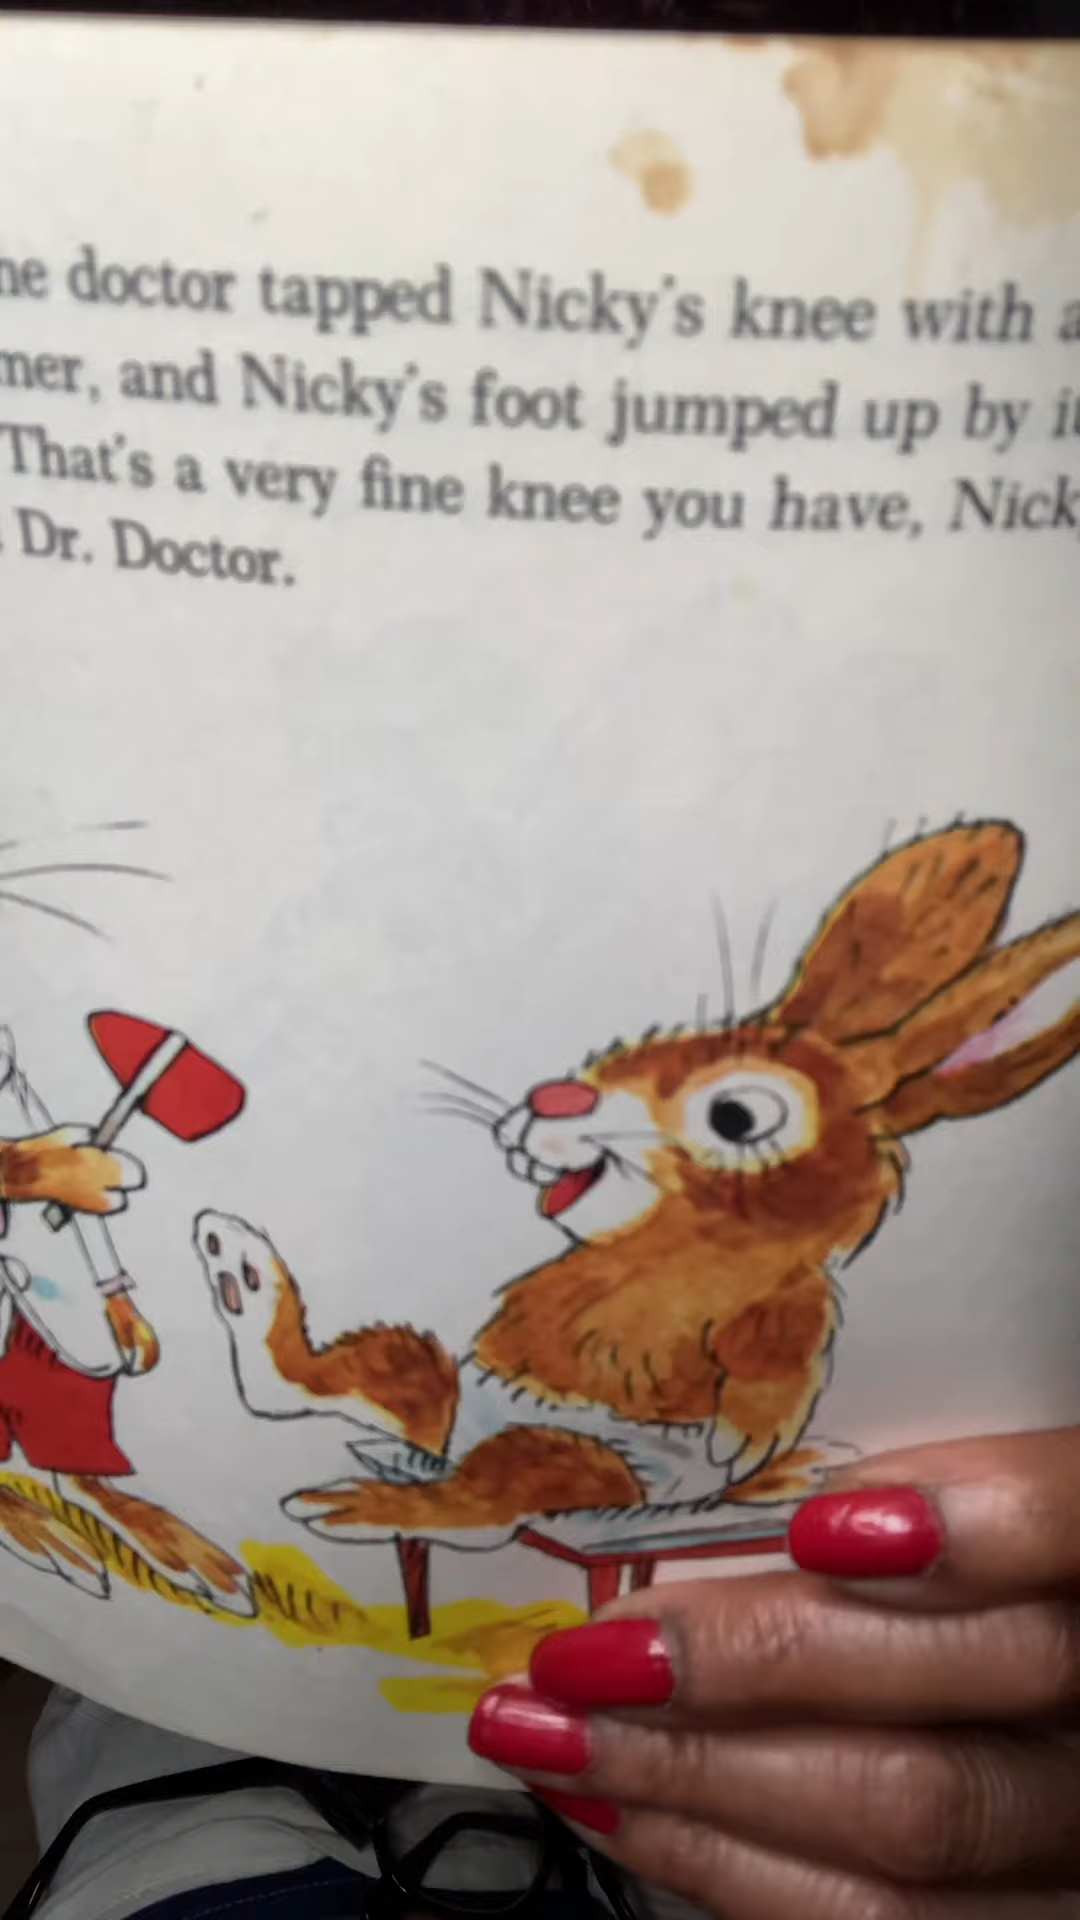 ne doctor tapped Nicky's knee with a
mer, and Nicky's foot jumped up by it
"That's a very fine knee you have, Nick
Dr. Doctor.